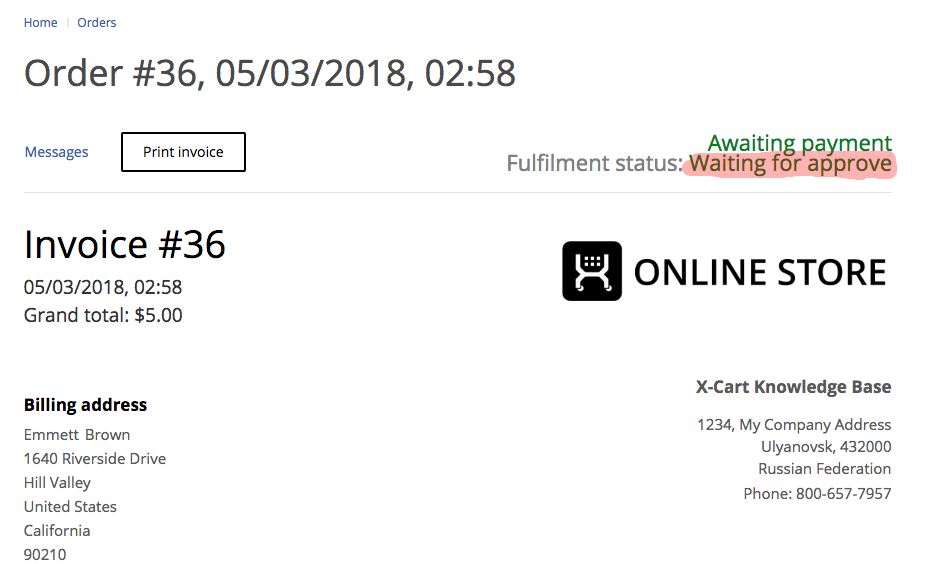 Home | Orders
Order #36, 05/03/2018, 02:58
Messages
Print invoice
Awaiting payment
Fulfilment status: Waiting for approve
Invoice #36
05/03/2018, 02:58
Grand total: $5.00
ONLINE STORE
Billing address
Emmett Brown
1640 Riverside Drive
Hill Valley
United States
California
90210
X-Cart Knowledge Base
1234, My Company Address
Ulyanovsk, 432000
Russian Federation
Phone: 800-657-7957